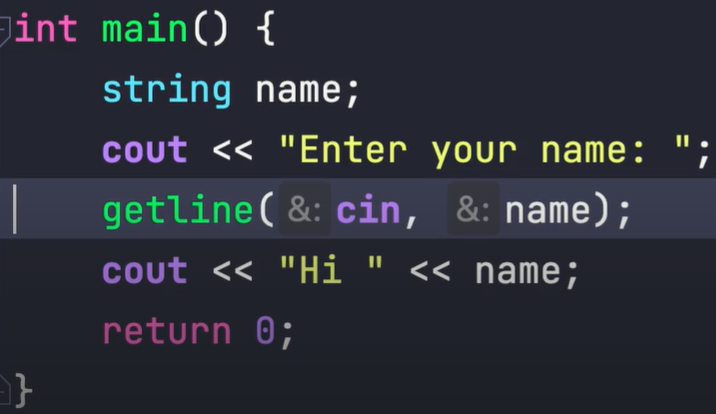 int main() {
    string name;
    cout << "Enter your name: ";
    getline( &: cin,  &: name);
    cout << "Hi " << name;
    return 0;
}